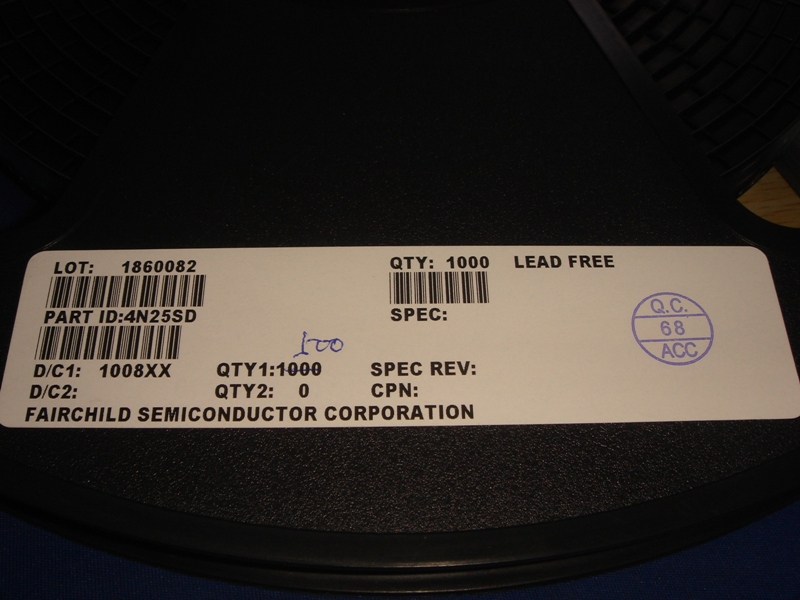 LOT: 1860082
QTY: 1000 LEAD FREE
PART ID:4N25SD
SPEC:
Q.C.
68
ACC
D/C1: 1008XX QTY1:1000 SPEC REV:
D/C2: QTY2: 0 CPN:
FAIRCHILD SEMICONDUCTOR CORPORATION